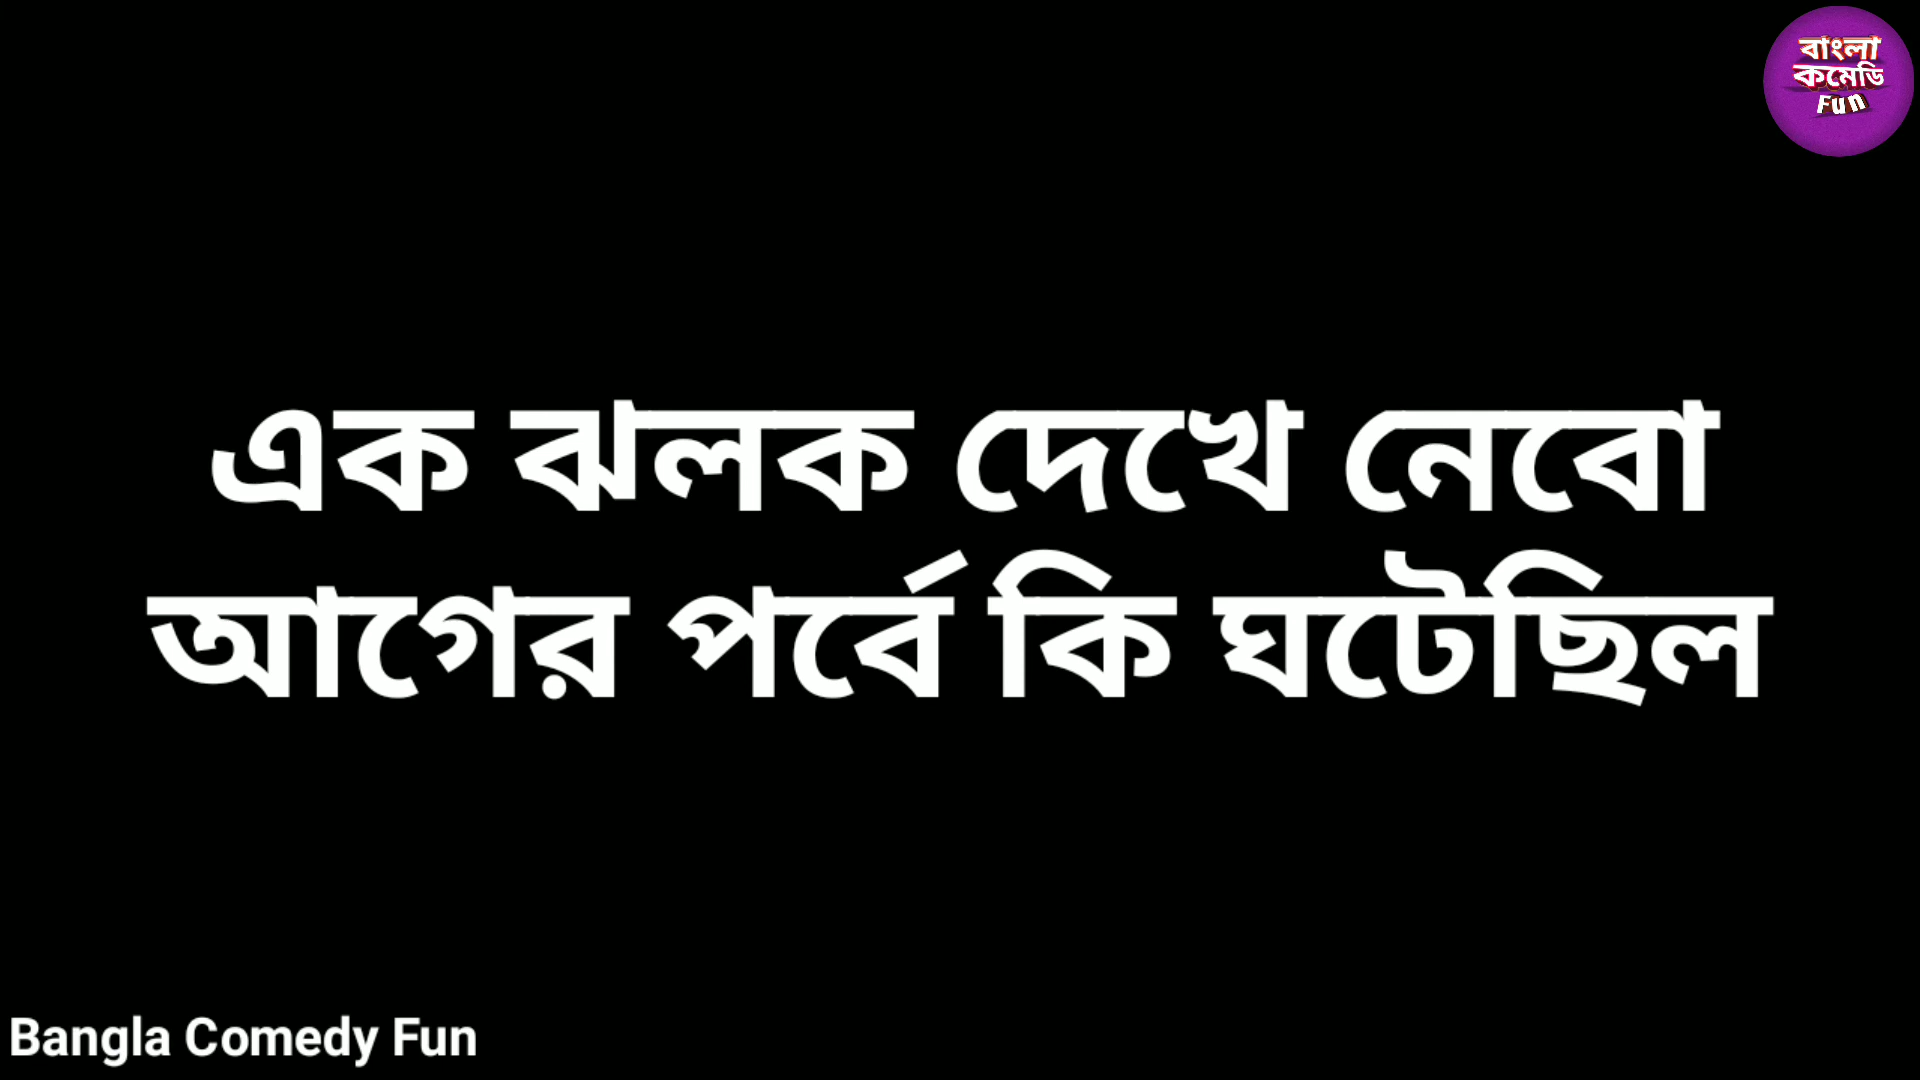 বাংলা
কমেডি
Fun
এক ঝলক দেখে নেবো
আগের পর্বে কি ঘটেছিল
Bangla Comedy Fun